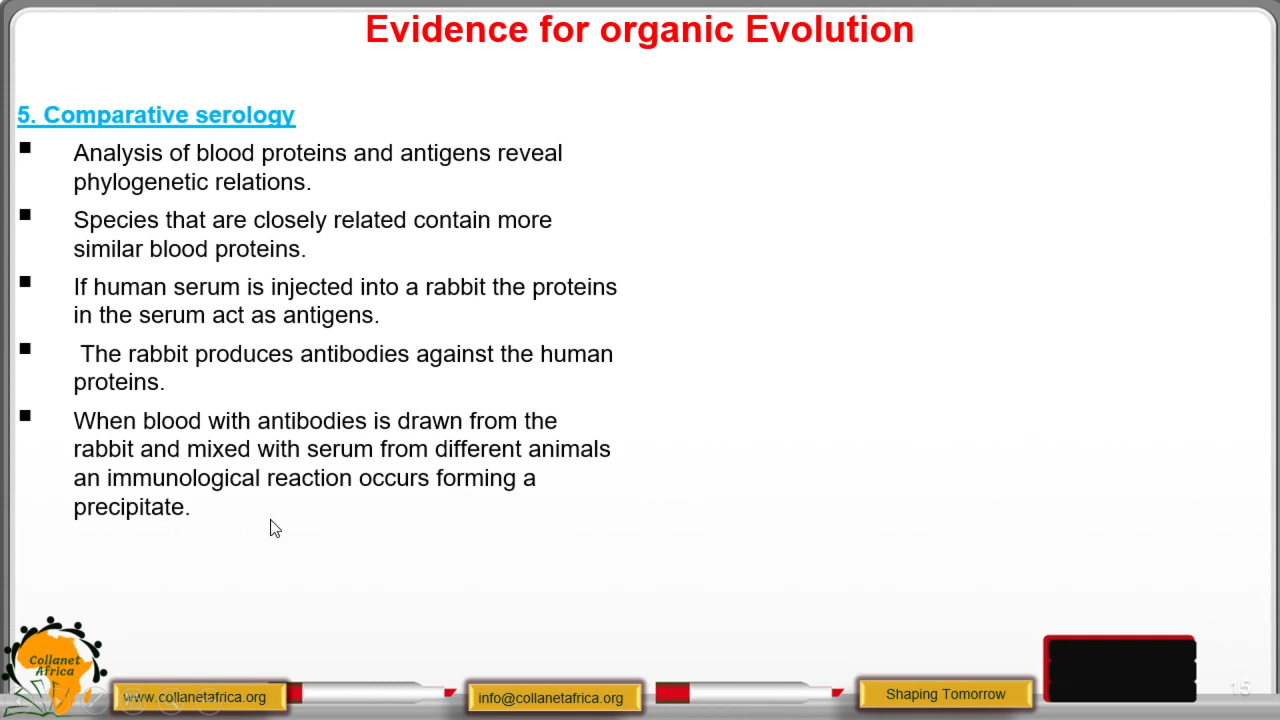 Evidence for organic Evolution
5. Comparative serology
▪ Analysis of blood proteins and antigens reveal
phylogenetic relations.
▪ Species that are closely related contain more
similar blood proteins.
▪ If human serum is injected into a rabbit the proteins
in the serum act as antigens.
▪ The rabbit produces antibodies against the human
proteins.
▪ When blood with antibodies is drawn from the
rabbit and mixed with serum from different animals
an immunological reaction occurs forming a
precipitate.
Collanet
Africa
www.collanetafrica.org
info@collanetafrica.org
Shaping Tomorrow
15